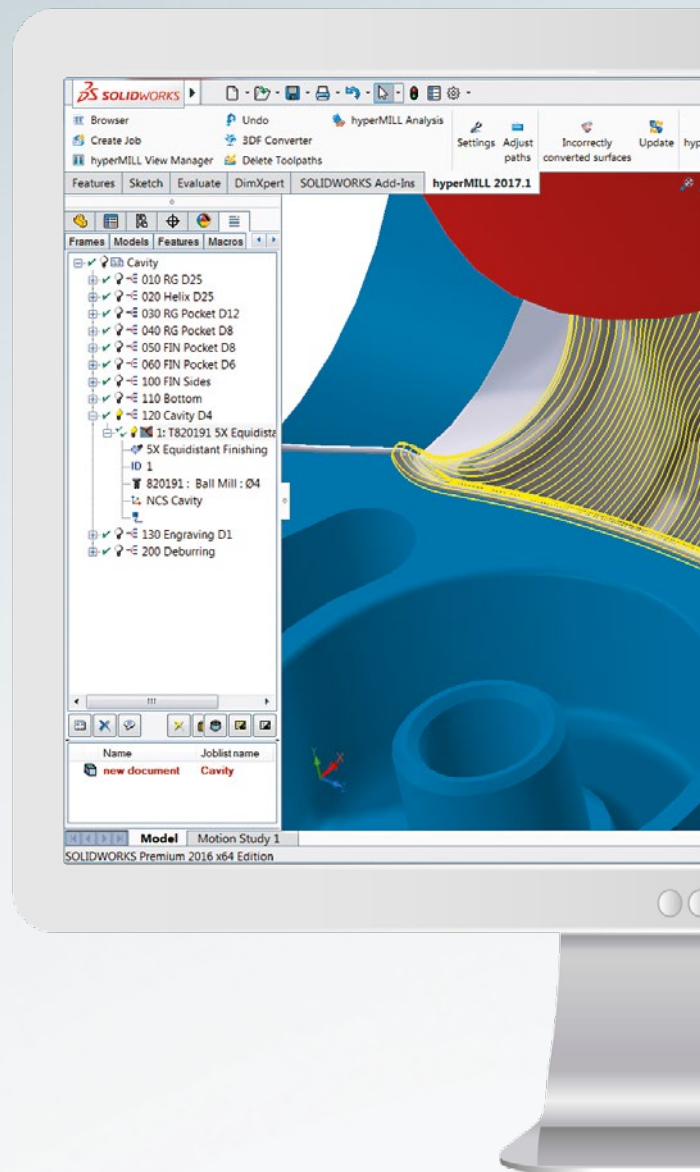 SOLIDWORKS
Browser
Undo
hyperMILL Analysis
Create Job
3DF Converter
hyperMILL View Manager
Delete Toolpaths
Settings
Adjust
paths
Incorrectly
converted surfaces
Update
hyp
Features
Sketch
Evaluate
DimXpert
SOLIDWORKS Add-Ins
hyperMILL 2017.1
Frames
Models
Features
Macros
Cavity
010 RG D25
020 Helix D25
030 RG Pocket D12
040 RG Pocket D8
050 FIN Pocket D8
060 FIN Pocket D6
100 FIN Sides
110 Bottom
120 Cavity D4
1: T820191 5X Equidista
5X Equidistant Finishing
ID 1
820191 : Ball Mill : Ø4
NCS Cavity
130 Engraving D1
200 Deburring
Name
Joblist name
new document
Cavity
Y
X
Z
Model
Motion Study 1
SOLIDWORKS Premium 2016 x64 Edition